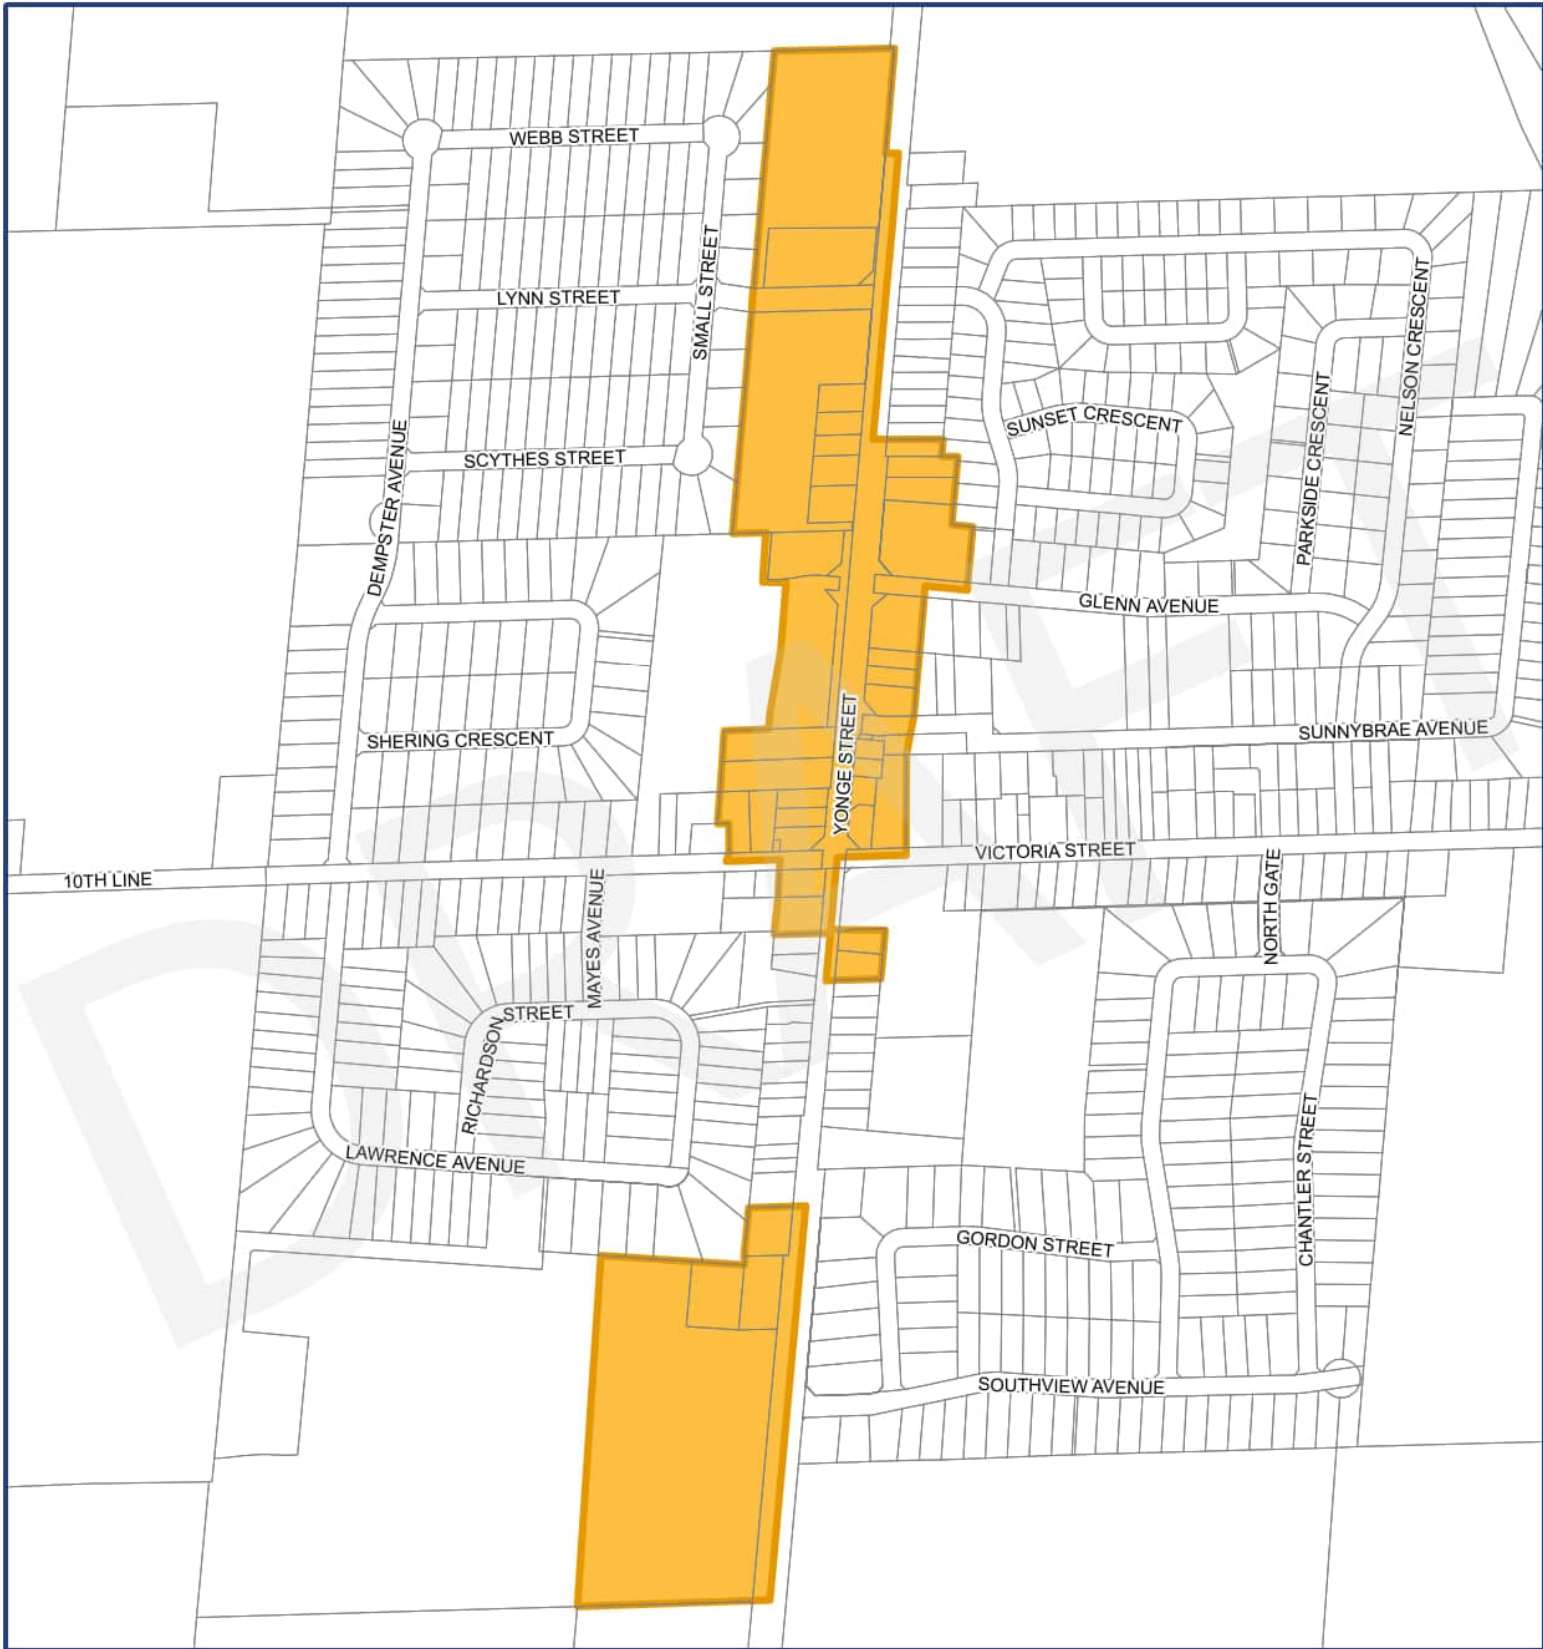 WEBB STREET
SMALL STREET
LYNN STREET
NELSON CRESCENT
PARKSIDE CRESCENT
SUNSET CRESCENT
DEMPSTER AVENUE
SCYTHES STREET
GLENN AVENUE
YONGE STREET
SUNNYBRAE AVENUE
SHERING CRESCENT
VICTORIA STREET
10TH LINE
NORTH GATE
MAYES AVENUE
RICHARDSON STREET
CHANTLER STREET
LAWRENCE AVENUE
GORDON STREET
SOUTHVIEW AVENUE
DRAFT